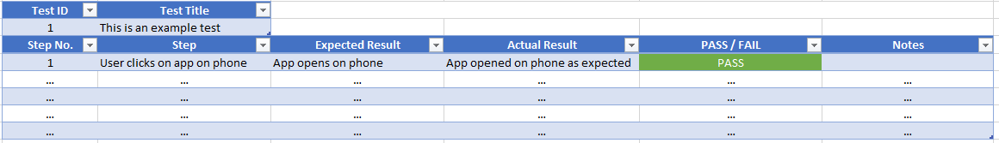 Test ID Test Title
1 This is an example test
Step No. Step Expected Result Actual Result PASS / FAIL Notes
1 User clicks on app on phone App opens on phone App opened on phone as expected PASS
... ... ... ... ... ...
... ... ... ... ... ...
... ... ... ... ... ...
... ... ... ... ... ...